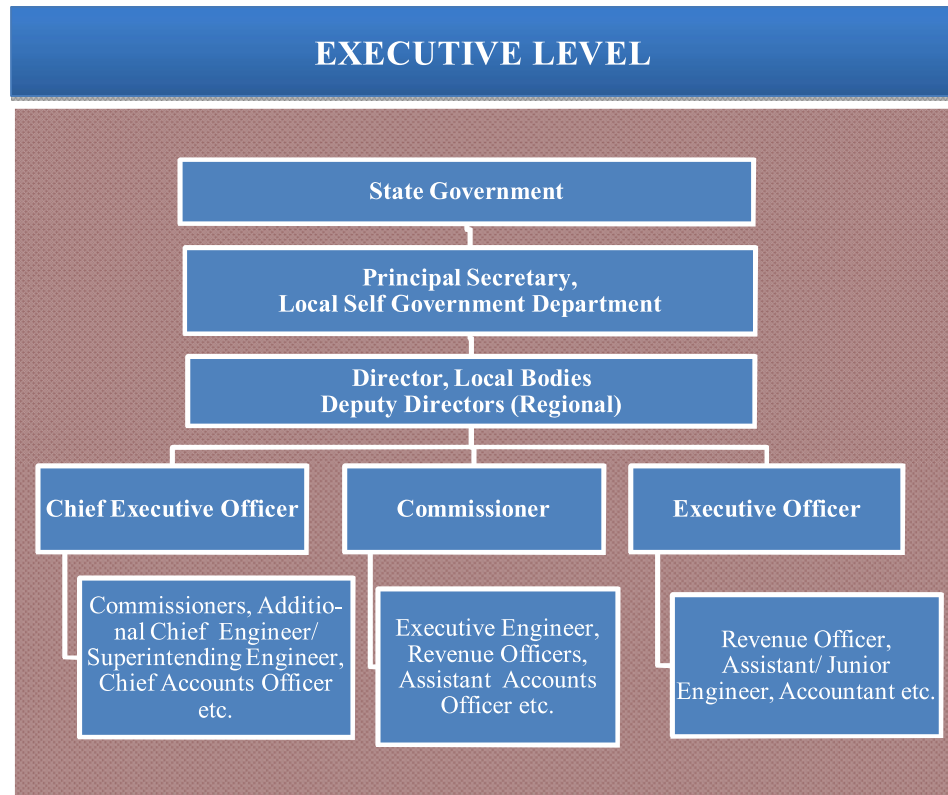 EXECUTIVE LEVEL
State Government
Principal Secretary,
Local Self Government Department
Director, Local Bodies
Deputy Directors (Regional)
Chief Executive Officer
Commissioner
Executive Officer
Commissioners, Additio-
nal Chief Engineer/
Superintending Engineer,
Chief Accounts Officer
etc.
Executive Engineer,
Revenue Officers,
Assistant Accounts
Officer etc.
Revenue Officer,
Assistant/ Junior
Engineer, Accountant etc.